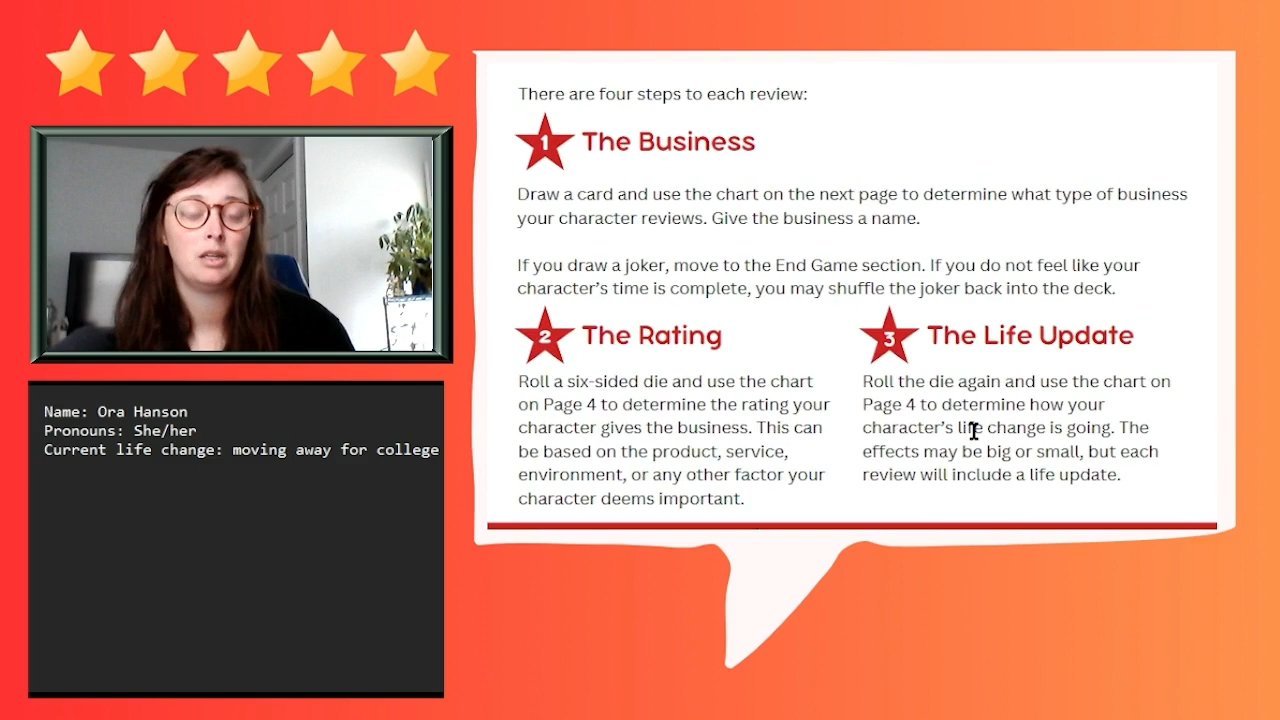 There are four steps to each review:
1 The Business
Draw a card and use the chart on the next page to determine what type of business
your character reviews. Give the business a name.
If you draw a joker, move to the End Game section. If you do not feel like your
character's time is complete, you may shuffle the joker back into the deck.
2 The Rating
Roll a six-sided die and use the chart
on Page 4 to determine the rating your
character gives the business. This can
be based on the product, service,
environment, or any other factor your
character deems important.
3 The Life Update
Roll the die again and use the chart on
Page 4 to determine how your
character's life change is going. The
effects may be big or small, but each
review will include a life update.
Name: Ora Hanson
Pronouns: She/her
Current life change: moving away for college